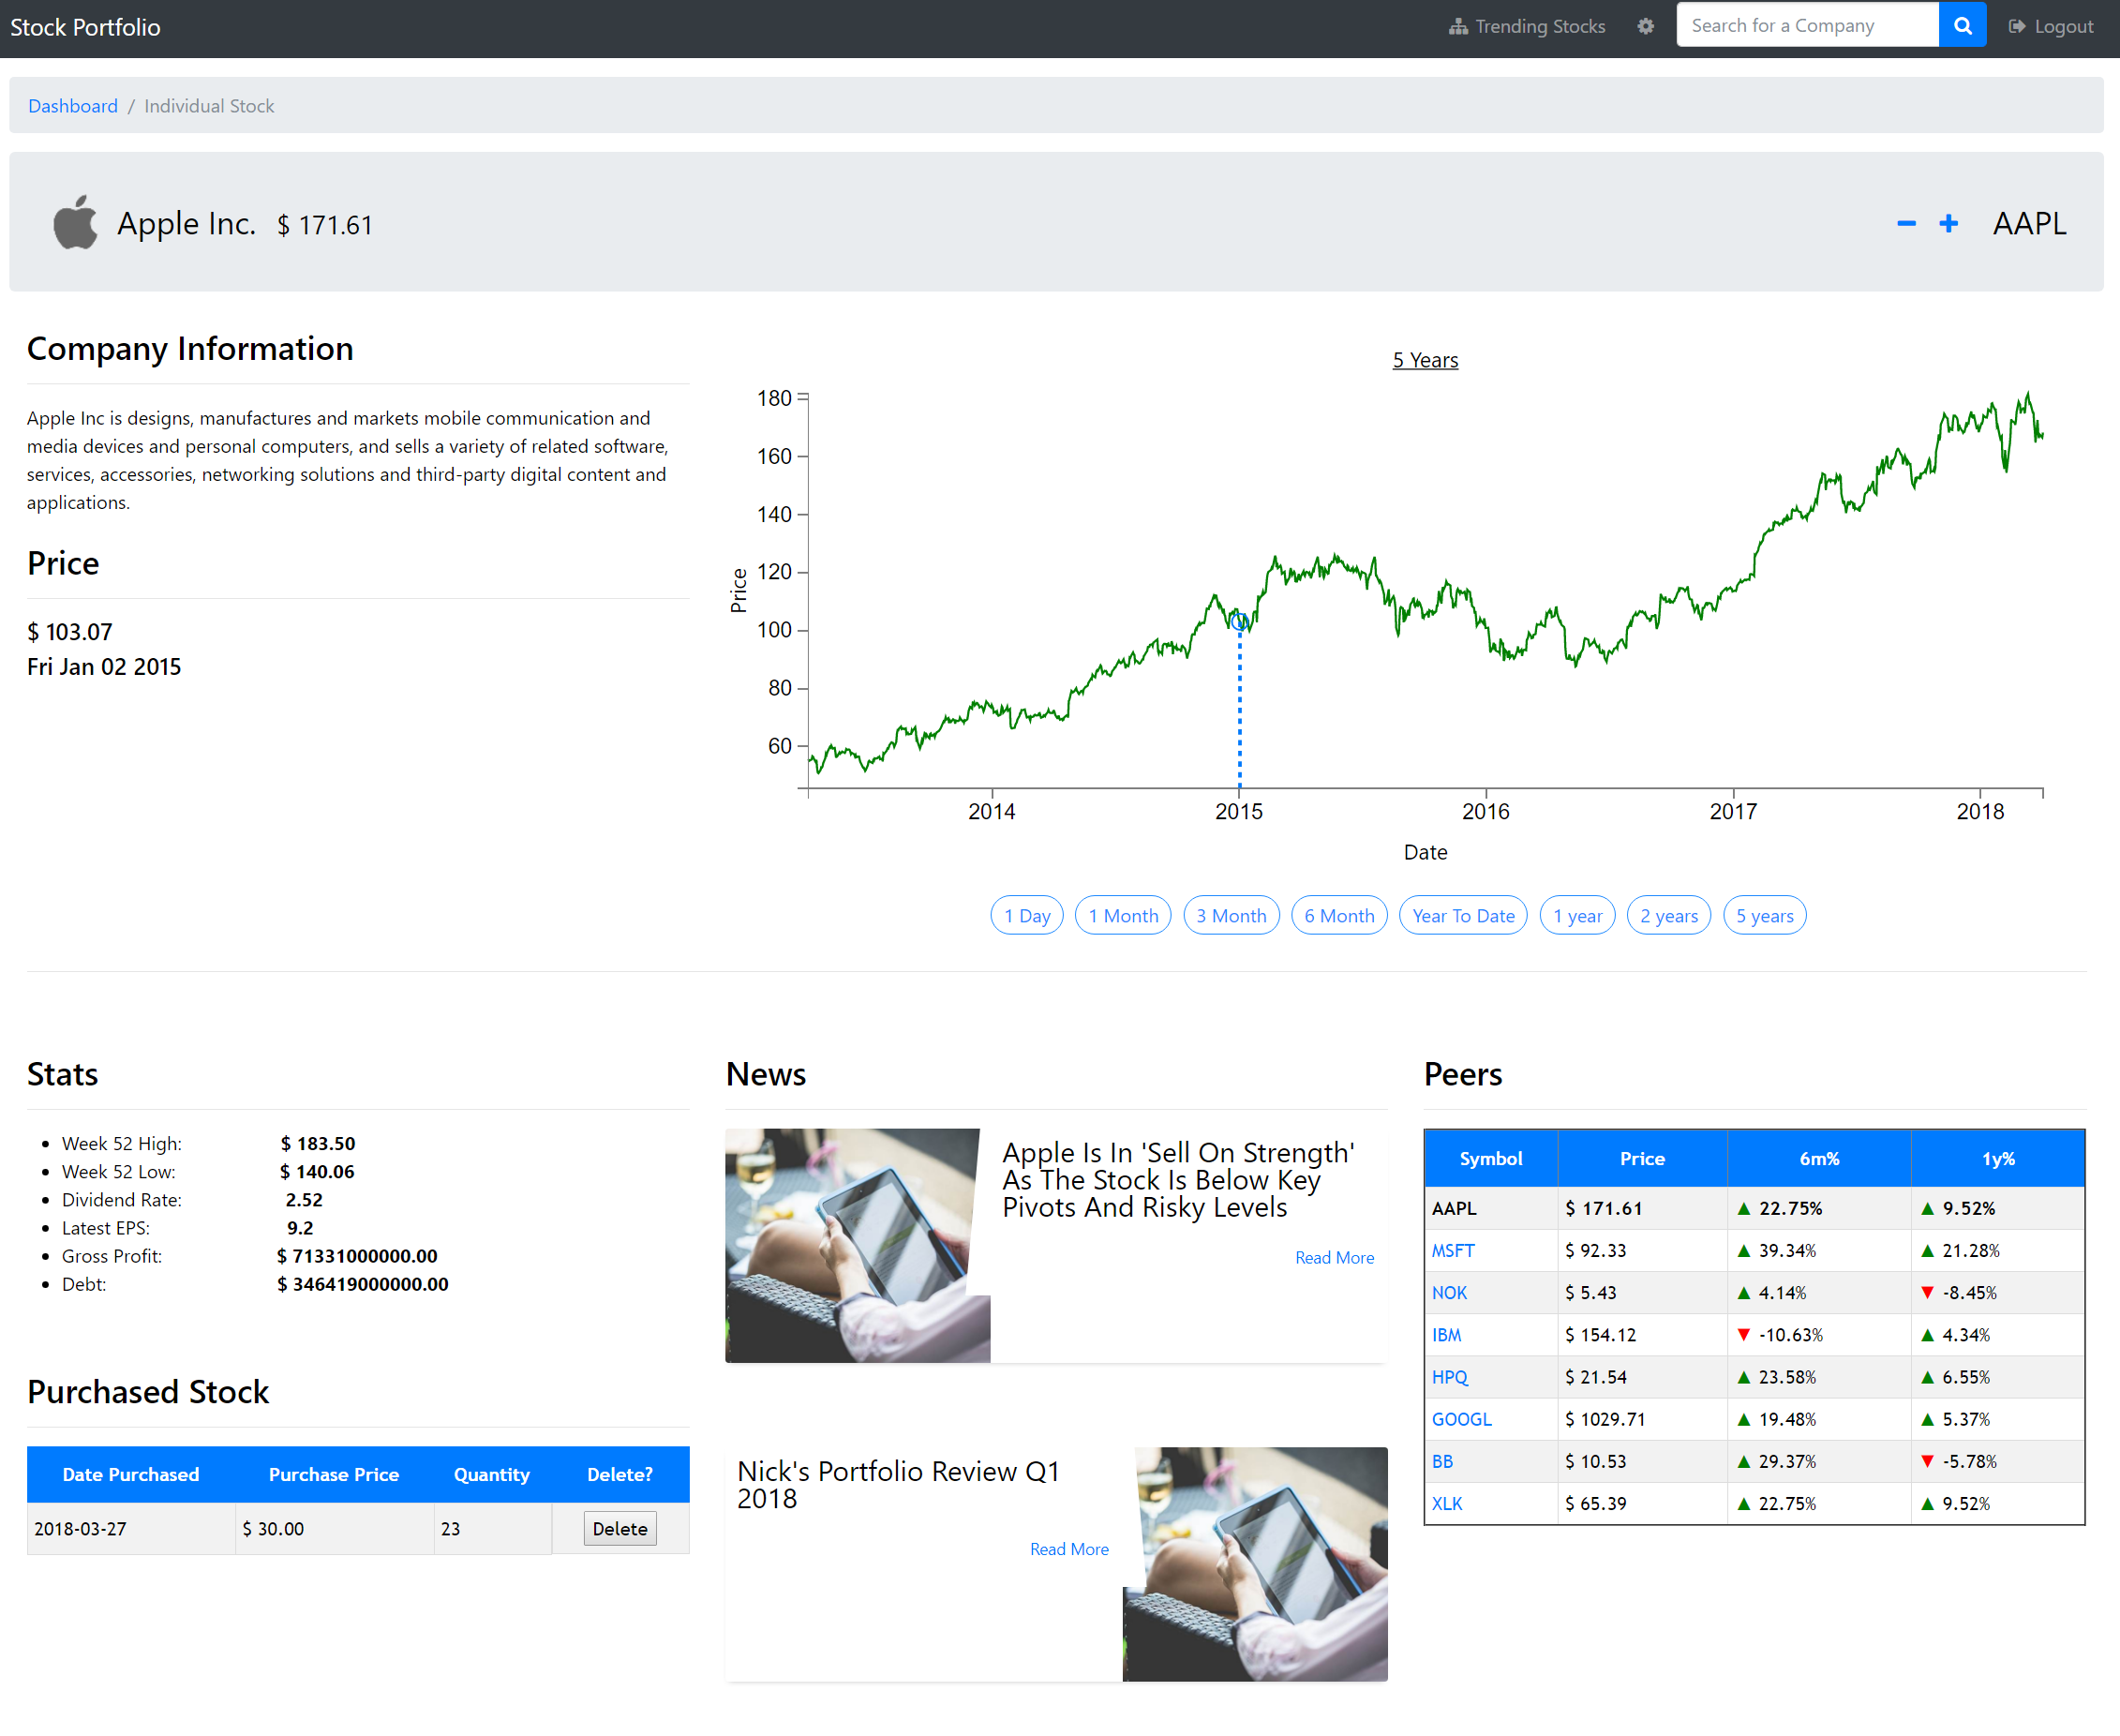 Stock Portfolio
Trending Stocks
Search for a Company
Logout
Dashboard / Individual Stock
Apple Inc. $ 171.61
AAPL
Company Information
Apple Inc is designs, manufactures and markets mobile communication and
media devices and personal computers, and sells a variety of related software,
services, accessories, networking solutions and third-party digital content and
applications.
Price
$ 103.07
Fri Jan 02 2015
5 Years
180
160
140
120
100
80
60
Price
2014 2015 2016 2017 2018
Date
1 Day 1 Month 3 Month 6 Month Year To Date 1 year 2 years 5 years
Stats
Week 52 High: $ 183.50
Week 52 Low: $ 140.06
Dividend Rate: 2.52
Latest EPS: 9.2
Gross Profit: $ 71331000000.00
Debt: $ 346419000000.00
Purchased Stock
Date Purchased Purchase Price Quantity Delete?
2018-03-27 $ 30.00 23 Delete
News
Apple Is In 'Sell On Strength'
As The Stock Is Below Key
Pivots And Risky Levels
Read More
Nick's Portfolio Review Q1
2018
Read More
Peers
Symbol Price 6m% 1y%
AAPL $ 171.61 ▲ 22.75% ▲ 9.52%
MSFT $ 92.33 ▲ 39.34% ▲ 21.28%
NOK $ 5.43 ▲ 4.14% ▼ -8.45%
IBM $ 154.12 ▼ -10.63% ▲ 4.34%
HPQ $ 21.54 ▲ 23.58% ▲ 6.55%
GOOGL $ 1029.71 ▲ 19.48% ▲ 5.37%
BB $ 10.53 ▲ 29.37% ▼ -5.78%
XLK $ 65.39 ▲ 22.75% ▲ 9.52%